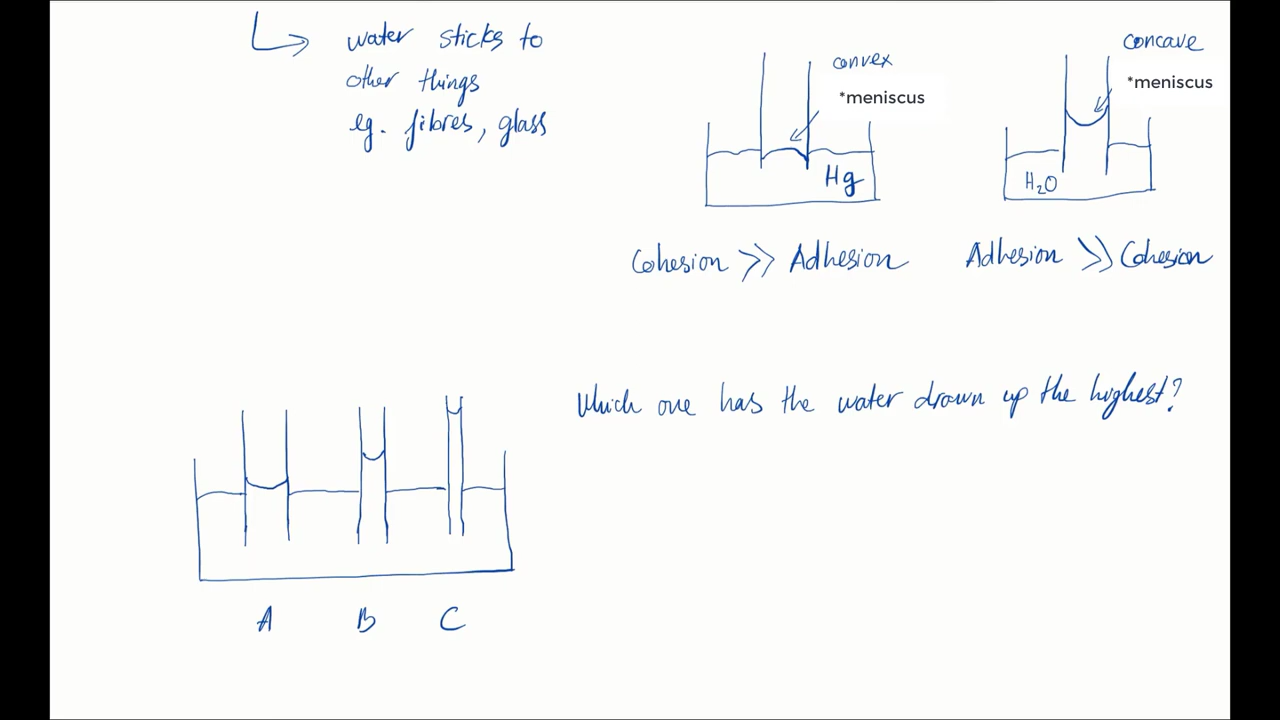 water sticks to
other things
eg. fibres, glass
convex
*meniscus
Hg
Cohesion >> Adhesion
concave
*meniscus
H₂O
Adhesion >> Cohesion
Which one has the water drawn up the highest?
A B C